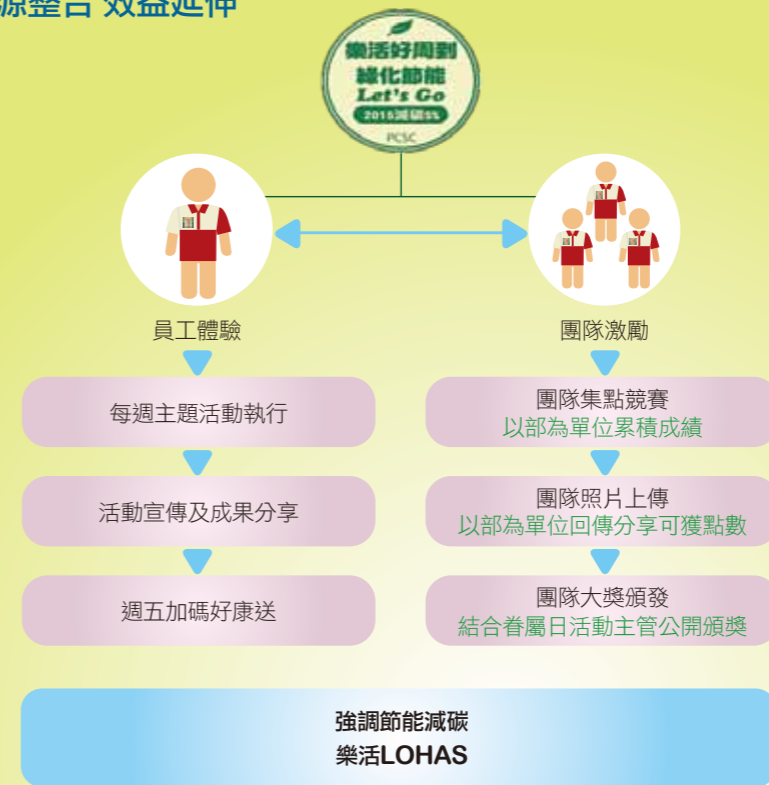 源整合 效益延伸
樂活好周到
綠化節能
Let's Go
2015減碳5%
PCSC
員工體驗
每週主題活動執行
活動宣傳及成果分享
週五加碼好康送
團隊激勵
團隊集點競賽
以部為單位累積成績
團隊照片上傳
以部為單位回傳分享可獲點數
團隊大獎頒發
結合眷屬日活動主管公開頒獎
強調節能減碳
樂活LOHAS